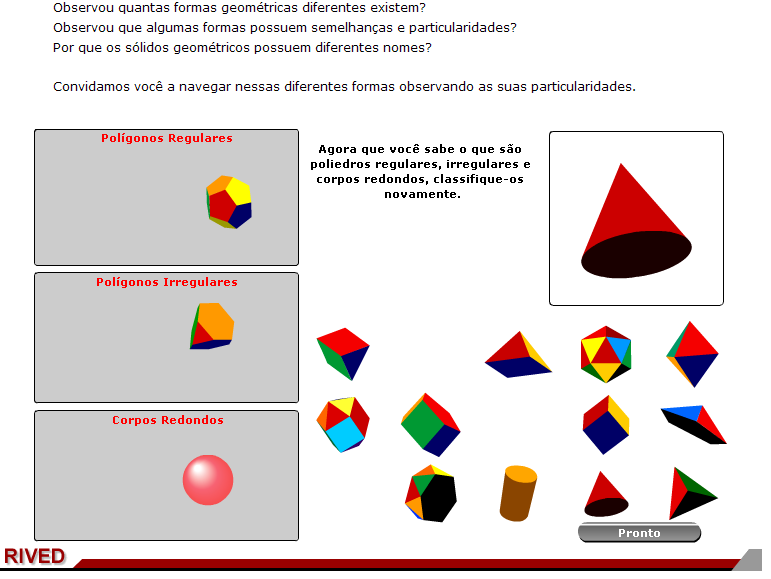 Observou quantas formas geométricas diferentes existem?
Observou que algumas formas possuem semelhanças e particularidades?
Por que os sólidos geométricos possuem diferentes nomes?
Convidamos você a navegar nessas diferentes formas observando as suas particularidades.
Polígonos Regulares
Agora que você sabe o que são
poliedros regulares, irregulares e
corpos redondos, classifique-os
novamente.
Polígonos Irregulares
Corpos Redondos
Pronto
RIVED